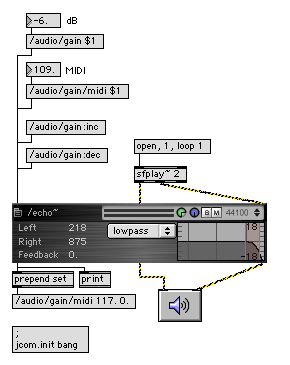 -6. dB
/audio/gain $1
109. MIDI
/audio/gain/midi $1
/audio/gain:inc
/audio/gain:dec
open, 1, loop 1
sfplay~ 2
/echo~ B M 44100
Left 218
Right 875
Feedback 0.
lowpass
18
-18
prepend set
print
/audio/gain/midi 117. 0.
;
jcom.init bang